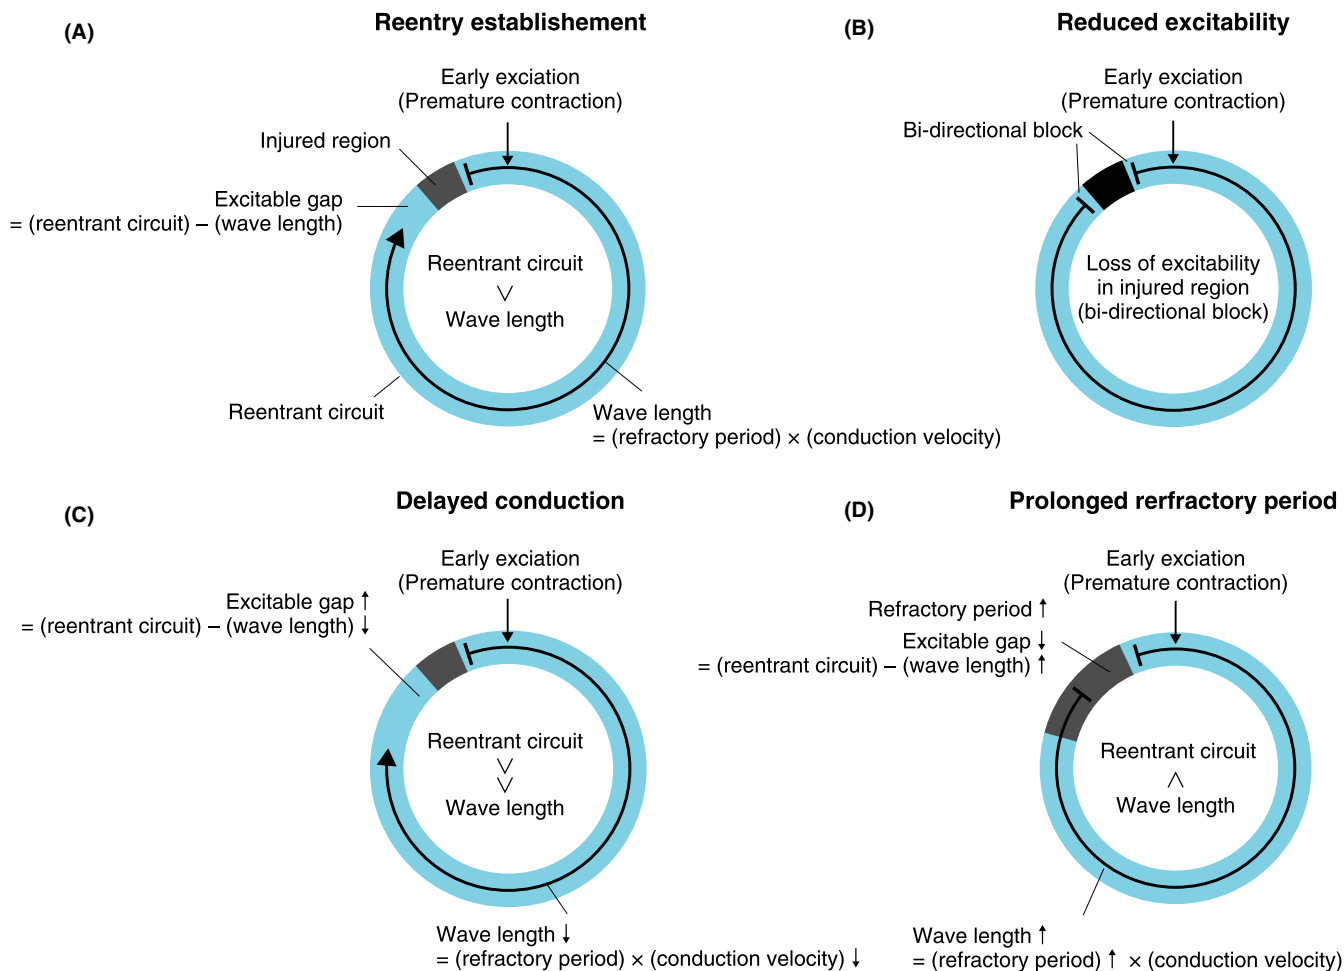 (A)
Reentry establishement
Early exciation
(Premature contraction)
Injured region
Excitable gap
= (reentrant circuit) – (wave length)
Reentrant circuit
>
Wave length
Reentrant circuit
Wave length
= (refractory period) × (conduction velocity)
(B)
Reduced excitability
Early exciation
(Premature contraction)
Bi-directional block
Loss of excitability
in injured region
(bi-directional block)
(C)
Delayed conduction
Early exciation
(Premature contraction)
Excitable gap ↑
= (reentrant circuit) – (wave length) ↓
Reentrant circuit
>>
Wave length
Wave length ↓
= (refractory period) × (conduction velocity) ↓
(D)
Prolonged rerfractory period
Early exciation
(Premature contraction)
Refractory period ↑
Excitable gap ↓
= (reentrant circuit) – (wave length) ↑
Reentrant circuit
<
Wave length
Wave length ↑
= (refractory period) ↑ × (conduction velocity)